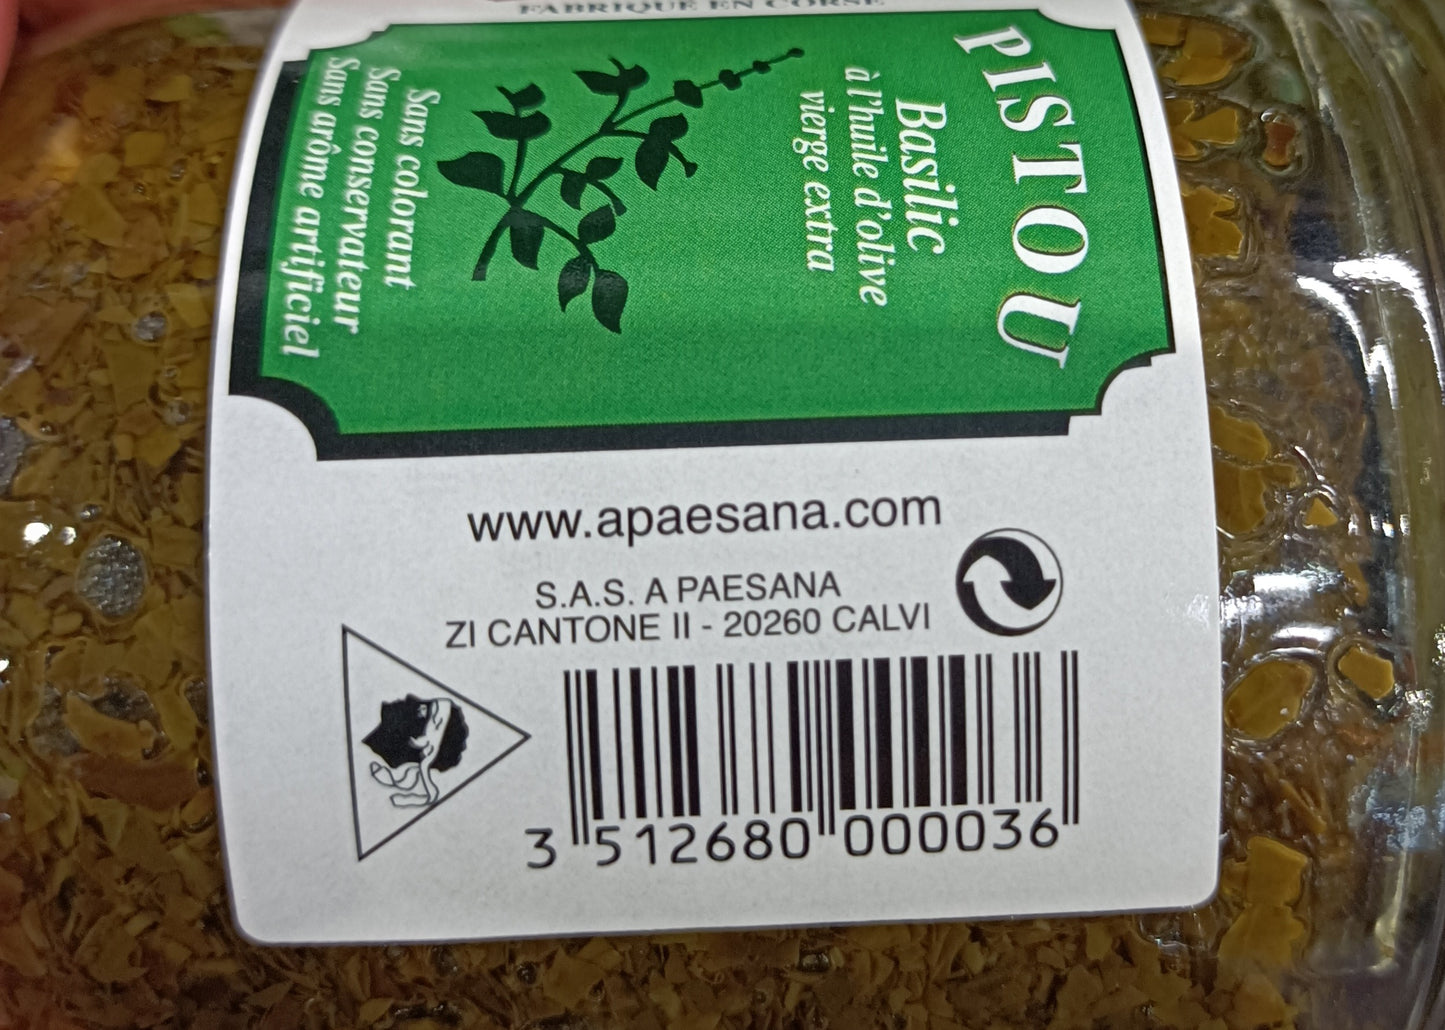 FABRIQUÉ EN CORSE
PISTOU
Basilic
à l'huile d'olive
vierge extra
Sans colorant
Sans conservateur
Sans arôme artificiel
www.apaesana.com
S.A.S. A PAESANA
ZI CANTONE II - 20260 CALVI
3 512680 000036